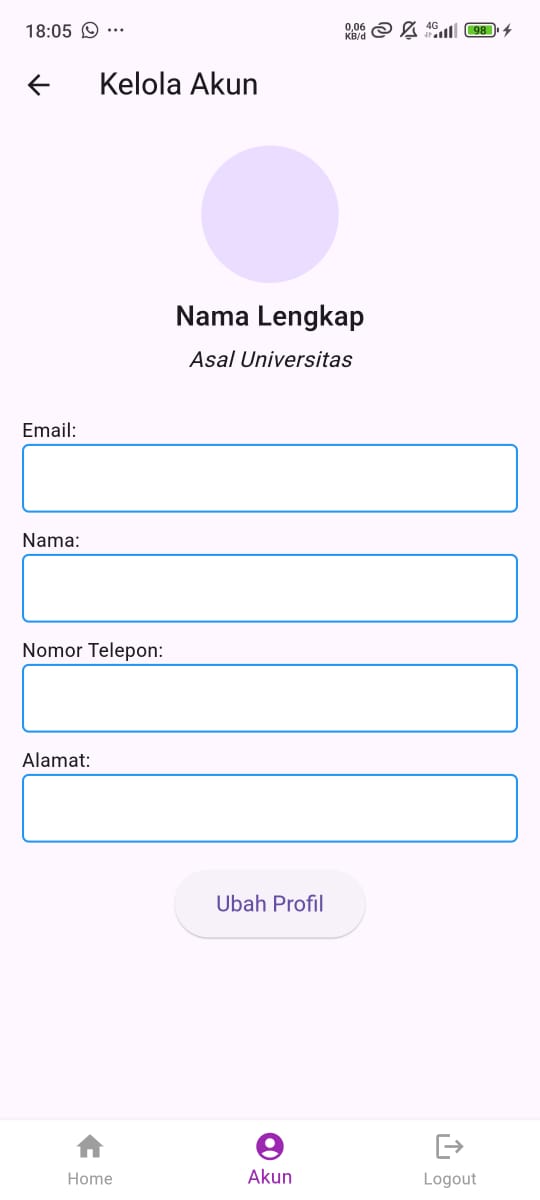 18:05
0,06
KB/d
4G
98
Kelola Akun
Nama Lengkap
Asal Universitas
Email:
Nama:
Nomor Telepon:
Alamat:
Ubah Profil
Home
Akun
Logout